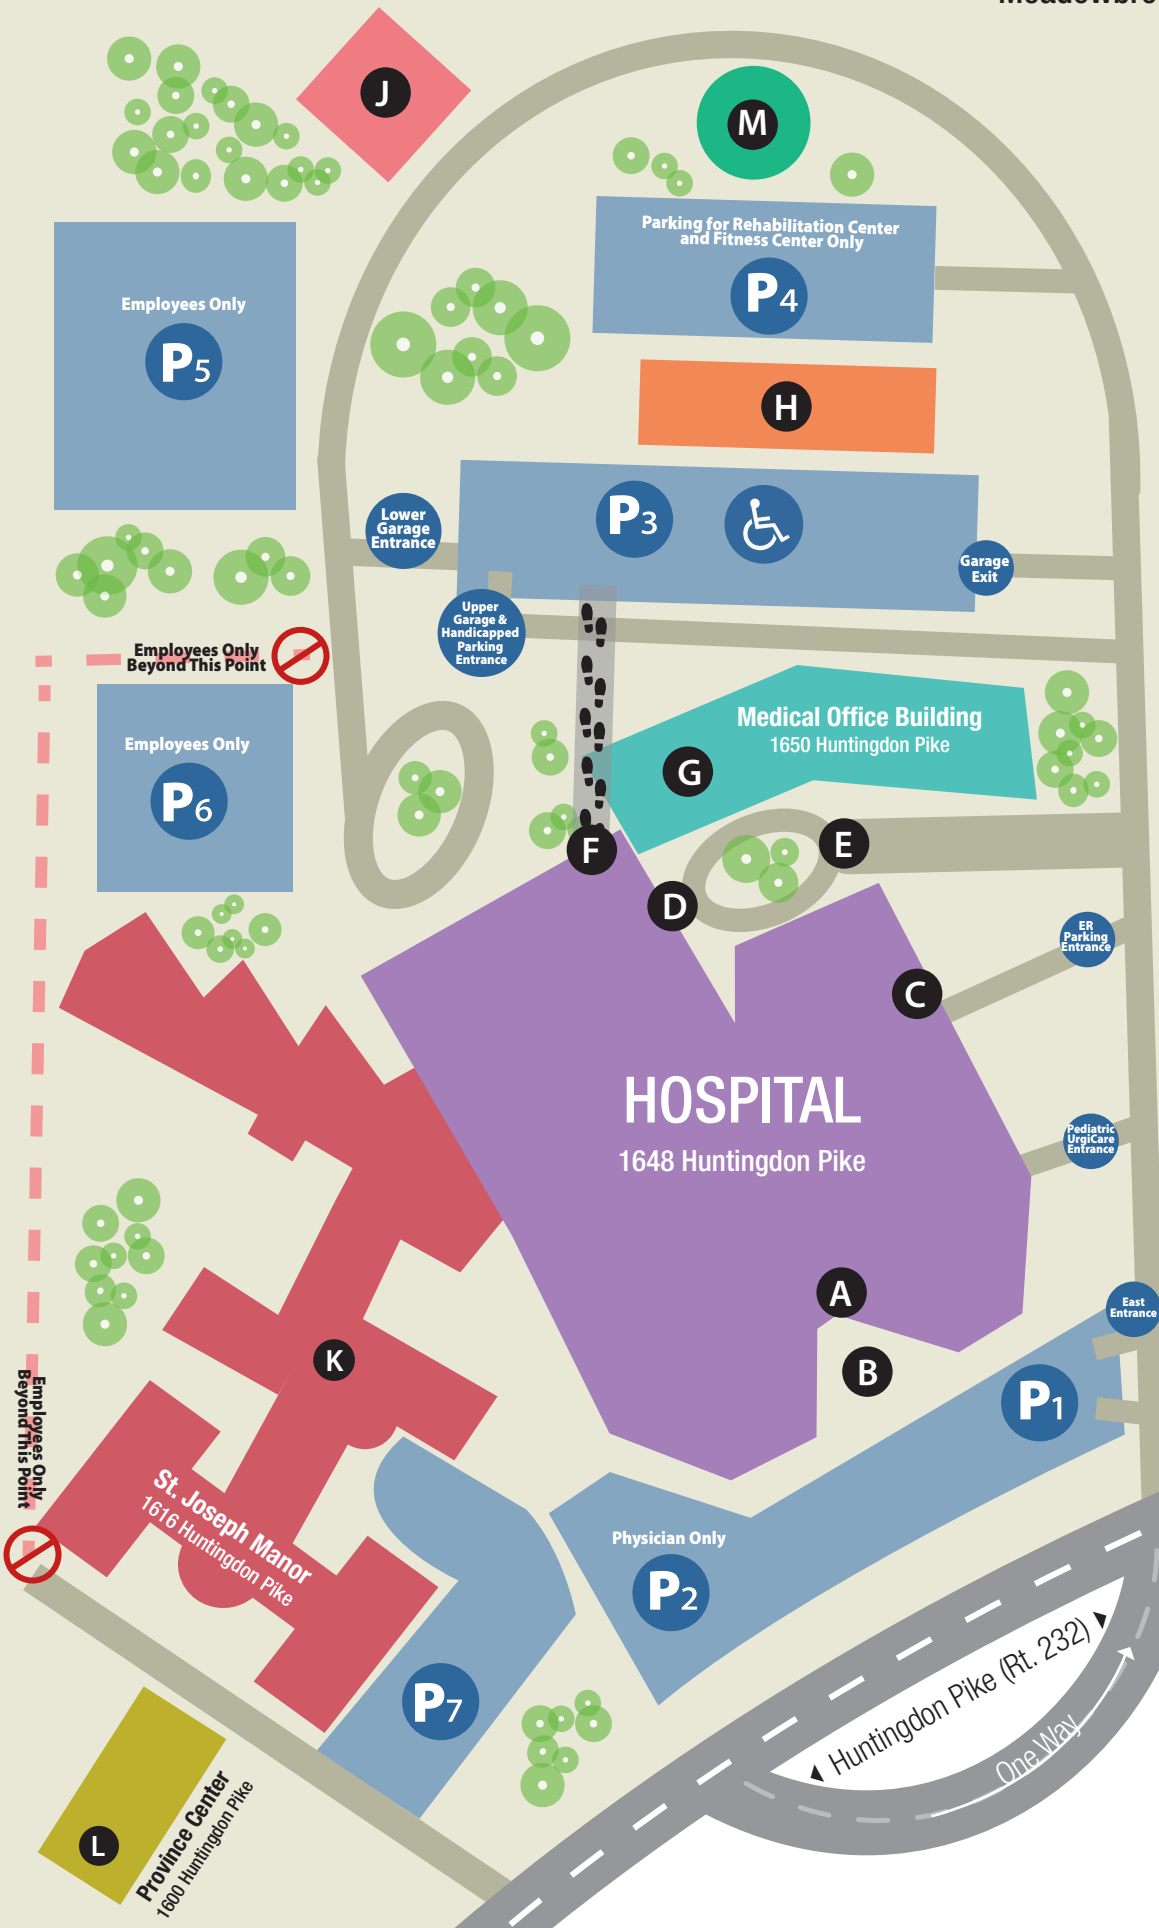 J
M
Parking for Rehabilitation Center
and Fitness Center Only
P4
Employees Only
P5
H
P3
Lower
Garage
Entrance
Garage
Exit
Upper
Garage &
Handicapped
Parking
Entrance
Employees Only
Beyond This Point
Employees Only
P6
Medical Office Building
1650 Huntingdon Pike
G
F
E
D
ER
Parking
Entrance
C
HOSPITAL
1648 Huntingdon Pike
Pediatric
UrgiCare
Entrance
A
B
East
Entrance
P1
K
Employees Only
Beyond This Point
St. Joseph Manor
1616 Huntingdon Pike
Physician Only
P2
P7
Huntingdon Pike (Rt. 232)
One Way
L
Province Center
1600 Huntingdon Pike